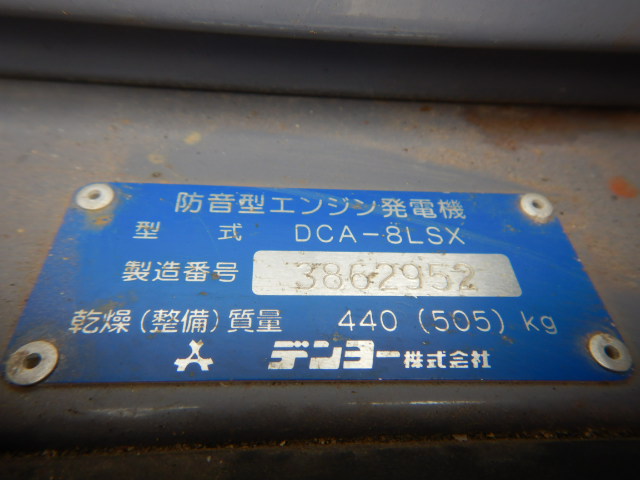 防音型エンジン発電機
型式 DCA-8LSX
製造番号 3862952
乾燥(整備)質量 440 (505) kg
デンヨー株式会社